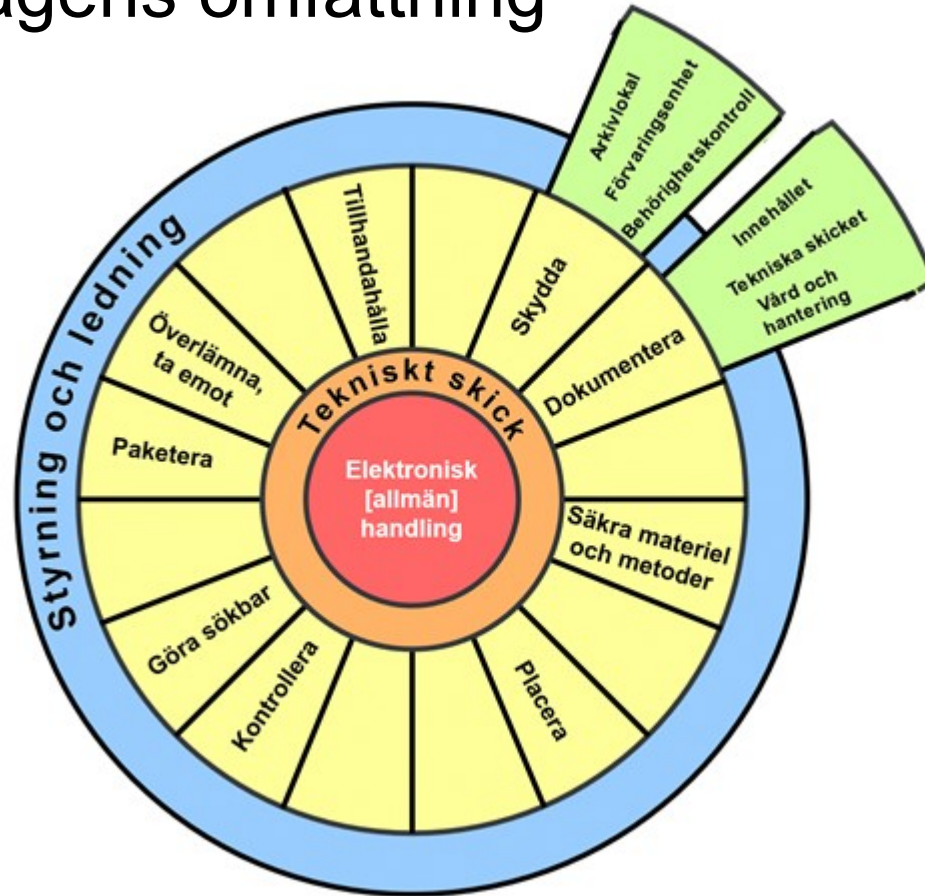 omfattning
Arkivlokal
Förvaringsenhet
Behörighetskontroll
Innehållet
Tekniska skicket
Vård och
hantering
Styrning och ledning
Tillhandahålla
Skydda
Överlämna,
ta emot
Dokumentera
Paketera
Tekniskt skick
Elektronisk
[allmän]
handling
Säkra materiel
och metoder
Göra sökbar
Kontrollera
Placera